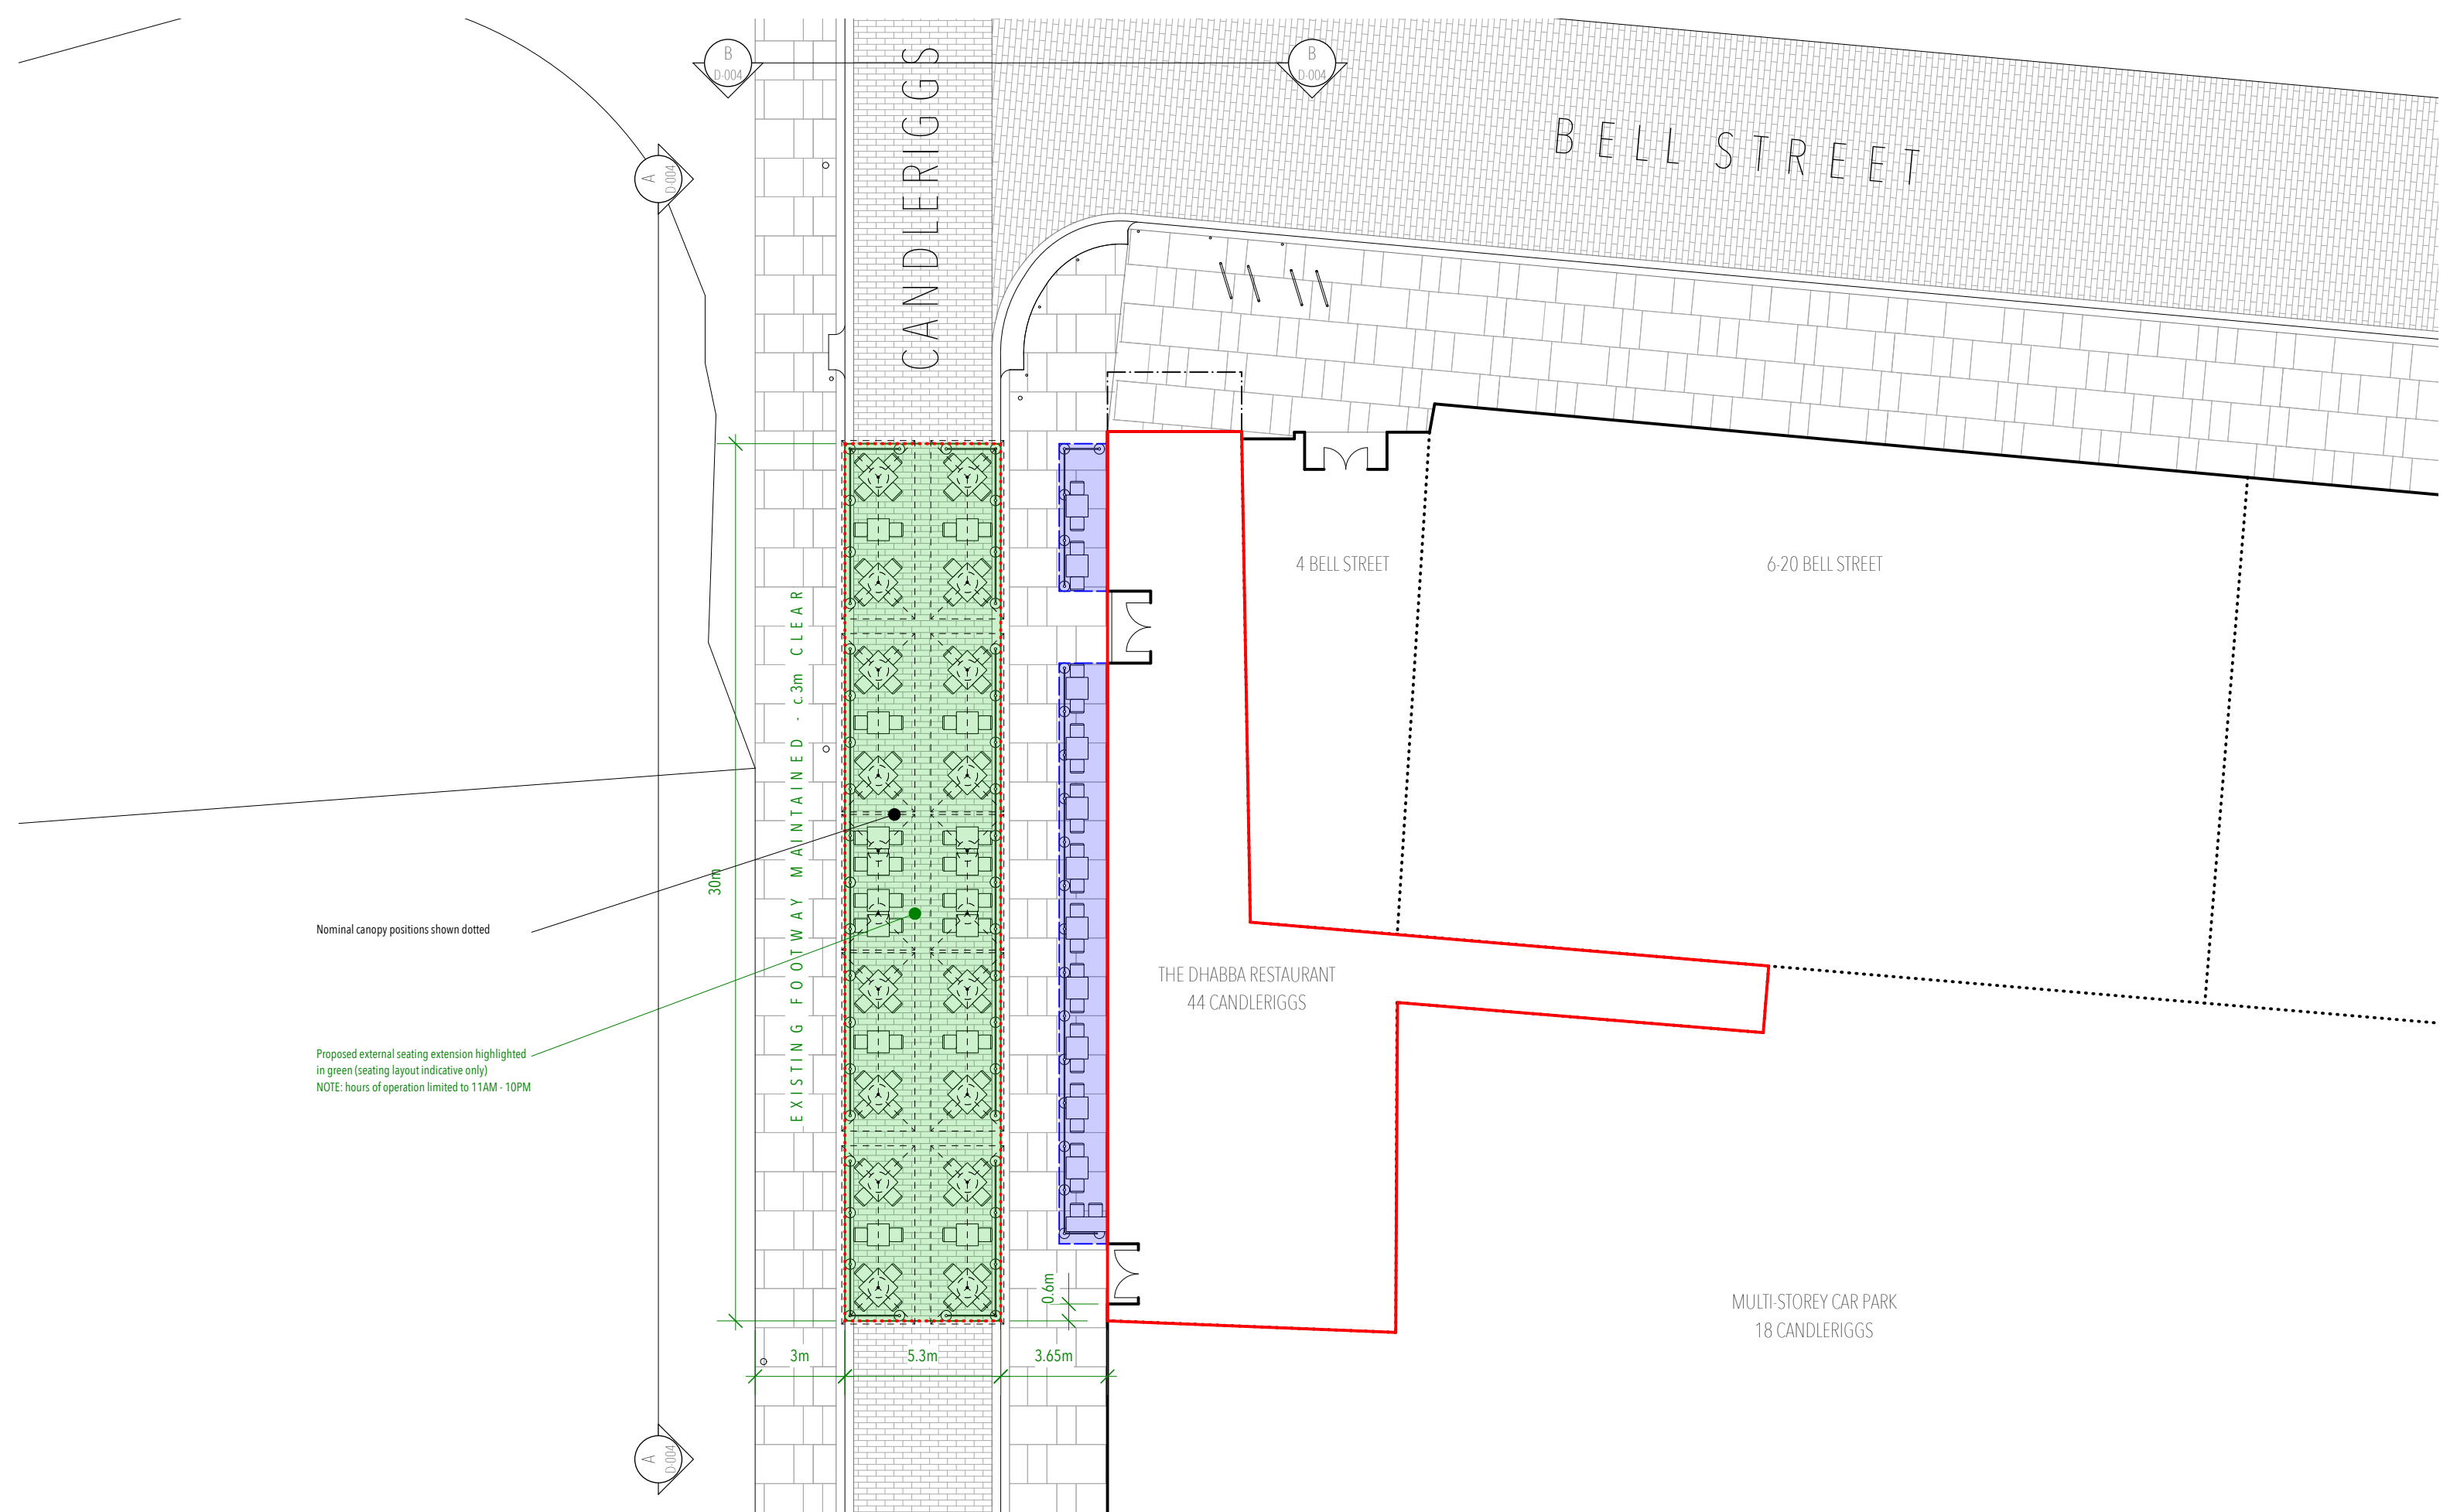 B
D-004
B
D-004
CANDLERIGGS
BELL STREET
A
D-004
4 BELL STREET
6-20 BELL STREET
EXISTING FOOTWAY MAINTAINED - c.3m CLEAR
30m
Nominal canopy positions shown dotted
THE DHABBA RESTAURANT
44 CANDLERIGGS
Proposed external seating extension highlighted
in green (seating layout indicative only)
NOTE: hours of operation limited to 11AM - 10PM
0.6m
MULTI-STOREY CAR PARK
18 CANDLERIGGS
3m
5.3m
3.65m
A
D-004